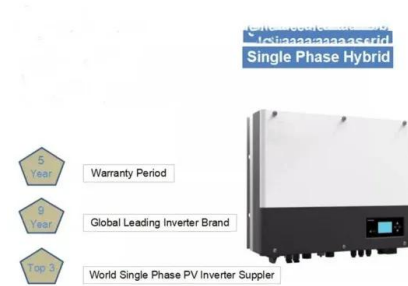 Single Phase Hybrid
5
Year
Warranty Period
9
Year
Global Leading Inverter Brand
Top 3
World Single Phase PV Inverter Suppler